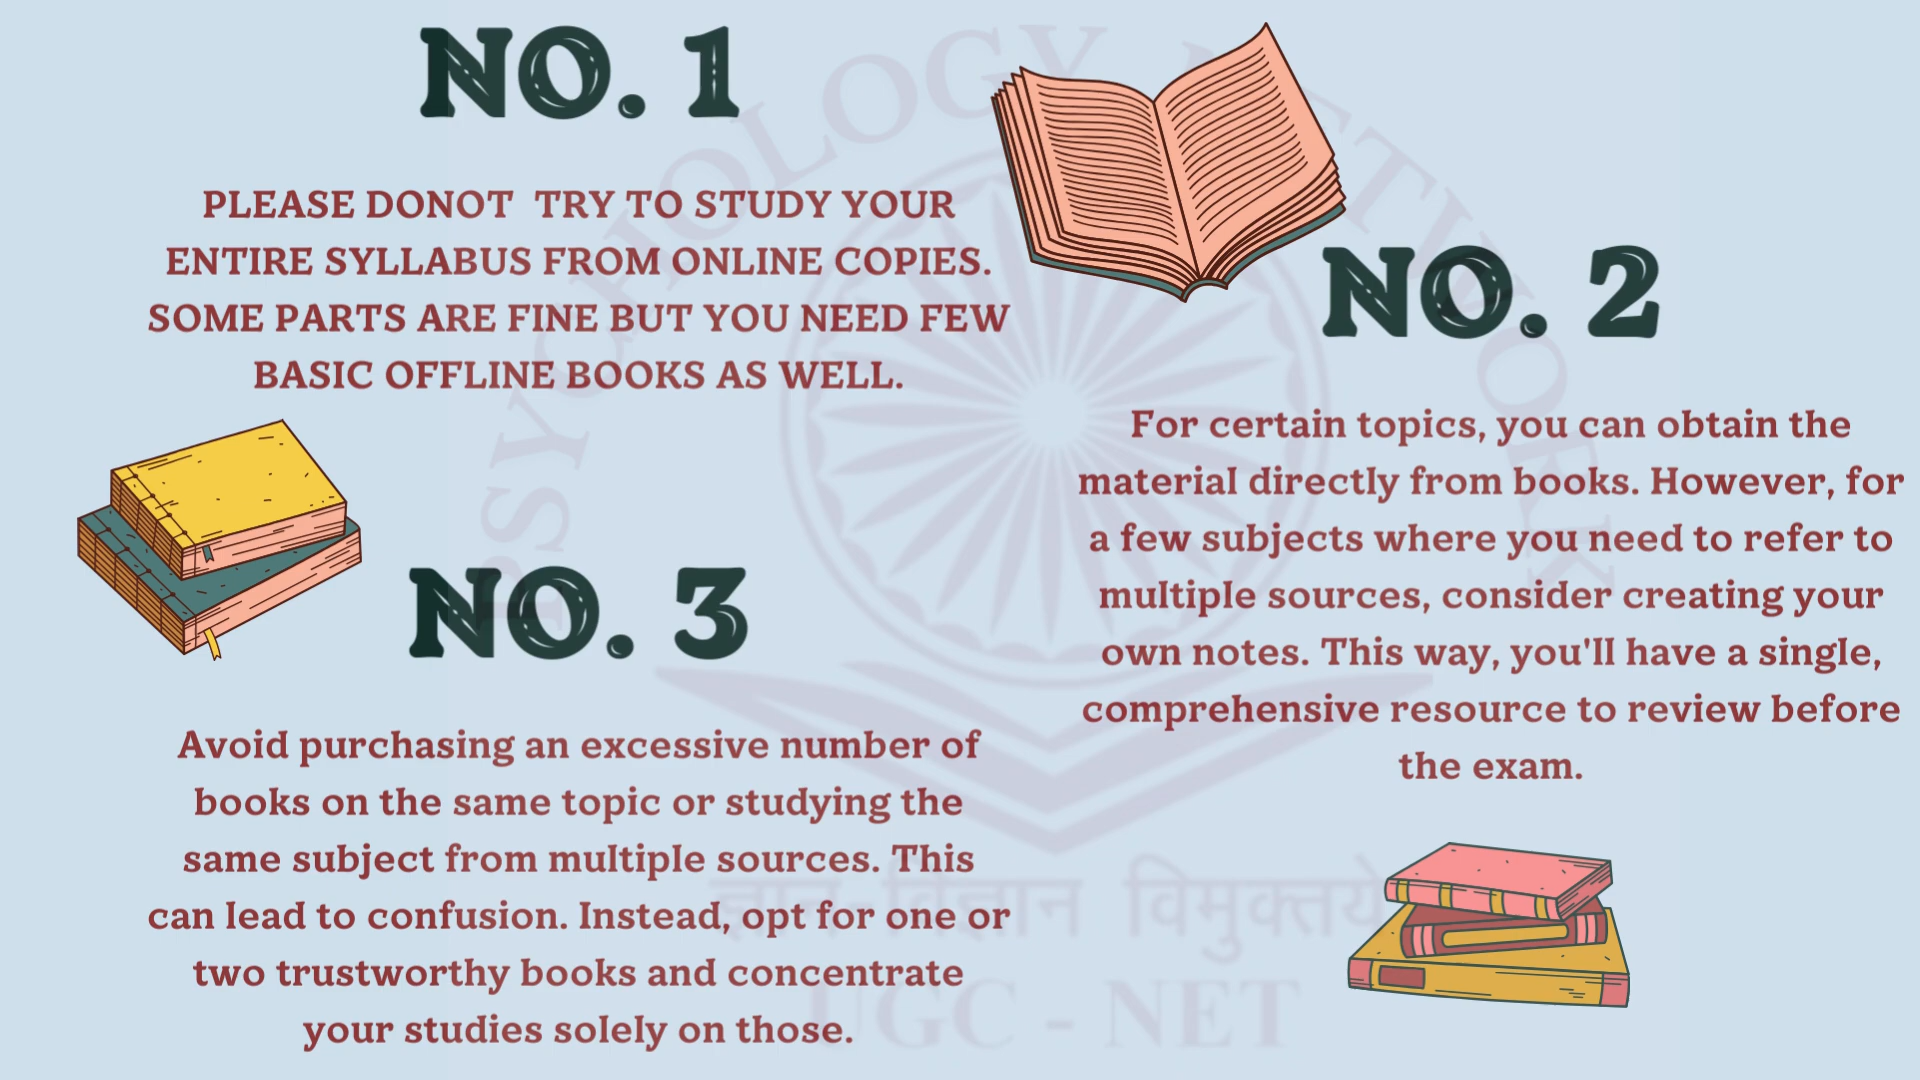 NO. 1
PLEASE DONOT TRY TO STUDY YOUR
ENTIRE SYLLABUS FROM ONLINE COPIES.
SOME PARTS ARE FINE BUT YOU NEED FEW
BASIC OFFLINE BOOKS AS WELL.
NO. 2
For certain topics, you can obtain the
material directly from books. However, for
a few subjects where you need to refer to
multiple sources, consider creating your
own notes. This way, you'll have a single,
comprehensive resource to review before
the exam.
NO. 3
Avoid purchasing an excessive number of
books on the same topic or studying the
same subject from multiple sources. This
can lead to confusion. Instead, opt for one or
two trustworthy books and concentrate
your studies solely on those.
PSYCHOLOGY NETWORK
ज्ञान-विज्ञान विमुक्तये
UGC - NET